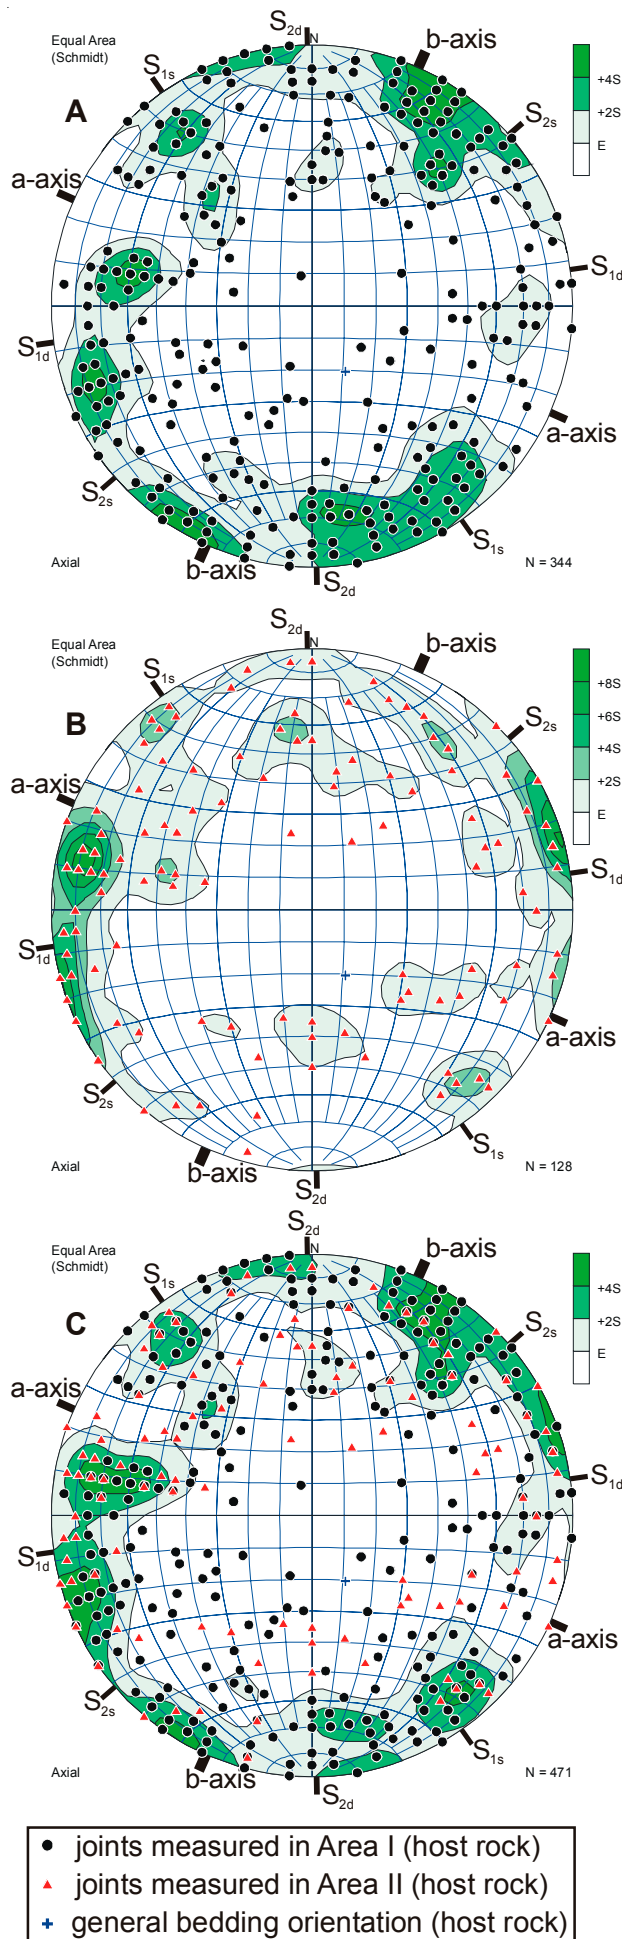 Equal Area
(Schmidt)
A
S2d
N
b-axis
S1s
S2s
+4S
+2S
E
a-axis
S1d
S1d
a-axis
S2s
S1s
b-axis
S2d
Axial
N = 344
Equal Area
(Schmidt)
B
S2d
N
b-axis
S1s
S2s
+8S
+6S
+4S
+2S
E
a-axis
S1d
S1d
a-axis
S2s
S1s
b-axis
S2d
Axial
N = 128
Equal Area
(Schmidt)
C
S2d
N
b-axis
S1s
S2s
+4S
+2S
E
a-axis
S1d
S1d
a-axis
S2s
S1s
b-axis
S2d
Axial
N = 471
joints measured in Area I (host rock)
joints measured in Area II (host rock)
general bedding orientation (host rock)